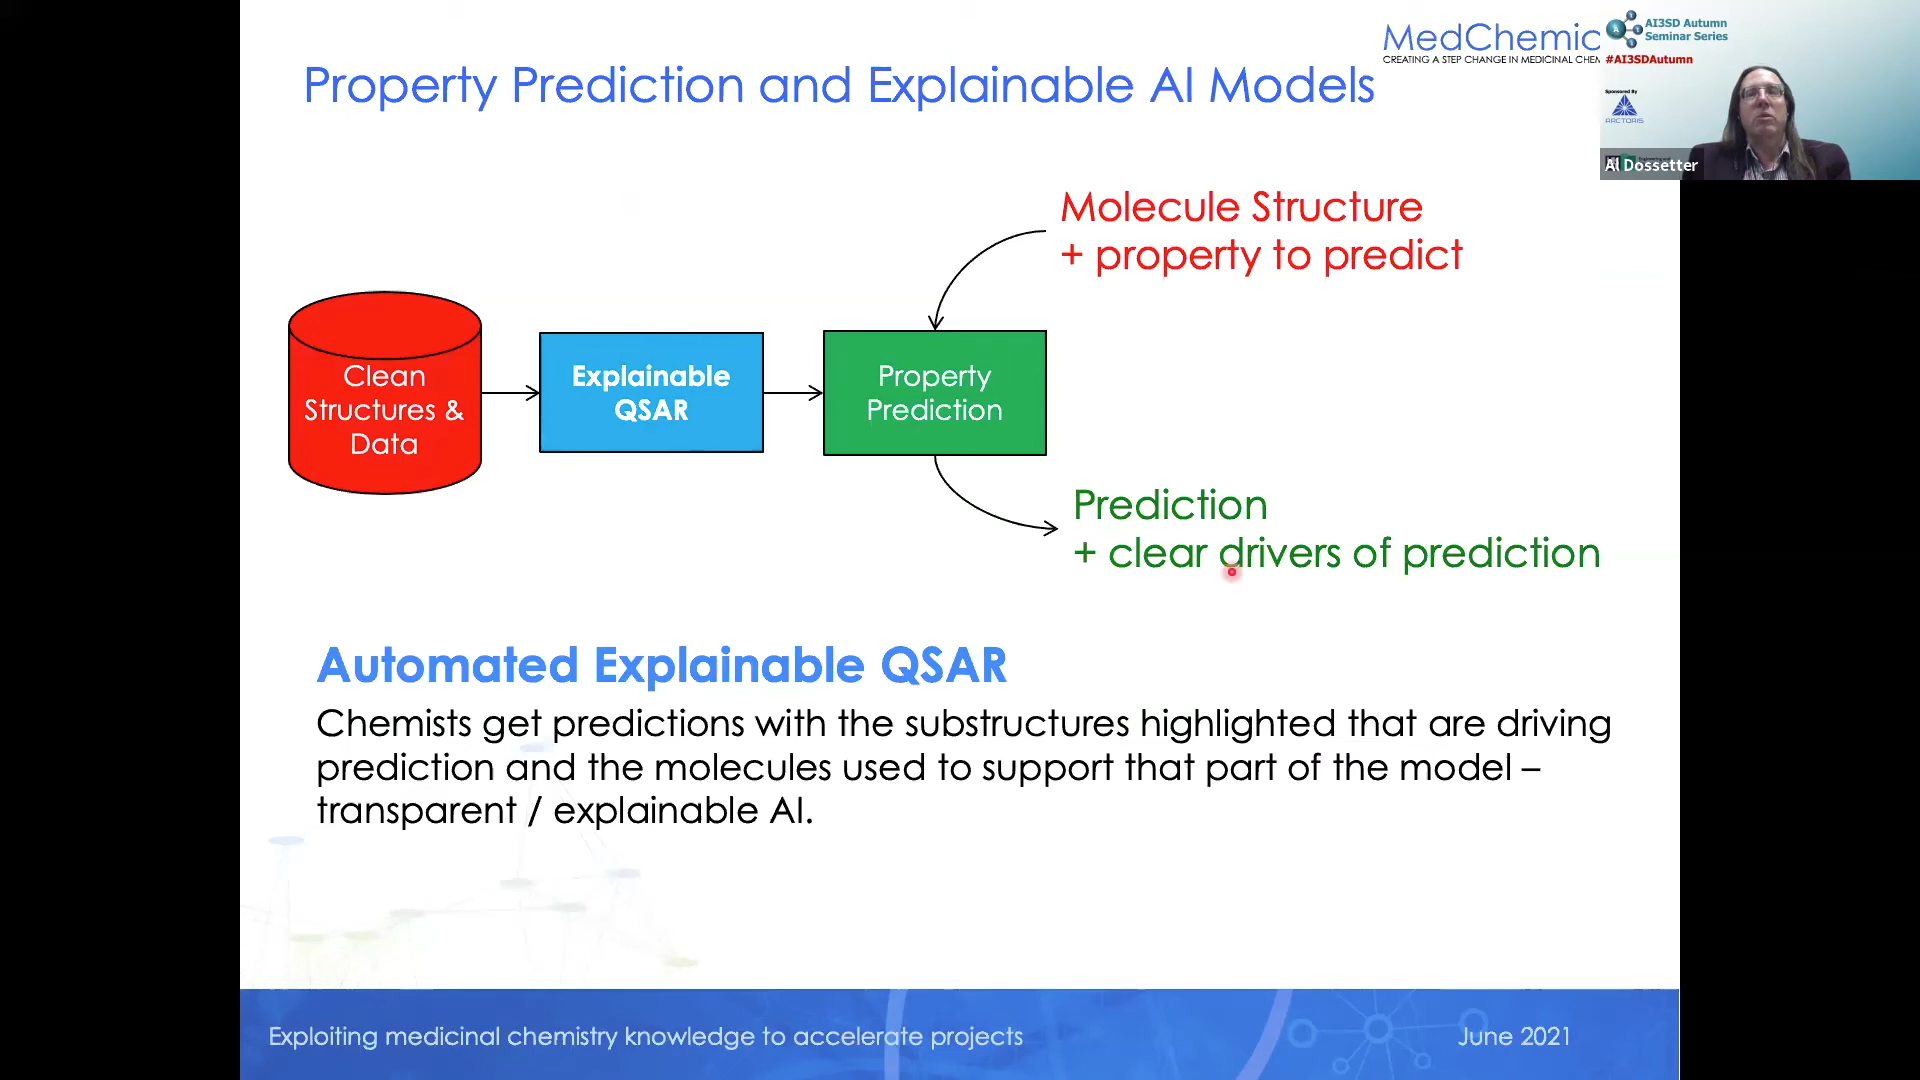 Property Prediction and Explainable AI Models
MedChemic
CREATING A STEP CHANGE IN MEDICINAL CHEM
AI3SD Autumn
Seminar Series
#AI3SDAutumn
Sponsored By
ARCTORIS
Al Dossetter
Molecule Structure
+ property to predict
Clean
Structures &
Data
Explainable
QSAR
Property
Prediction
Prediction
+ clear drivers of prediction
Automated Explainable QSAR
Chemists get predictions with the substructures highlighted that are driving
prediction and the molecules used to support that part of the model –
transparent / explainable AI.
Exploiting medicinal chemistry knowledge to accelerate projects
June 2021